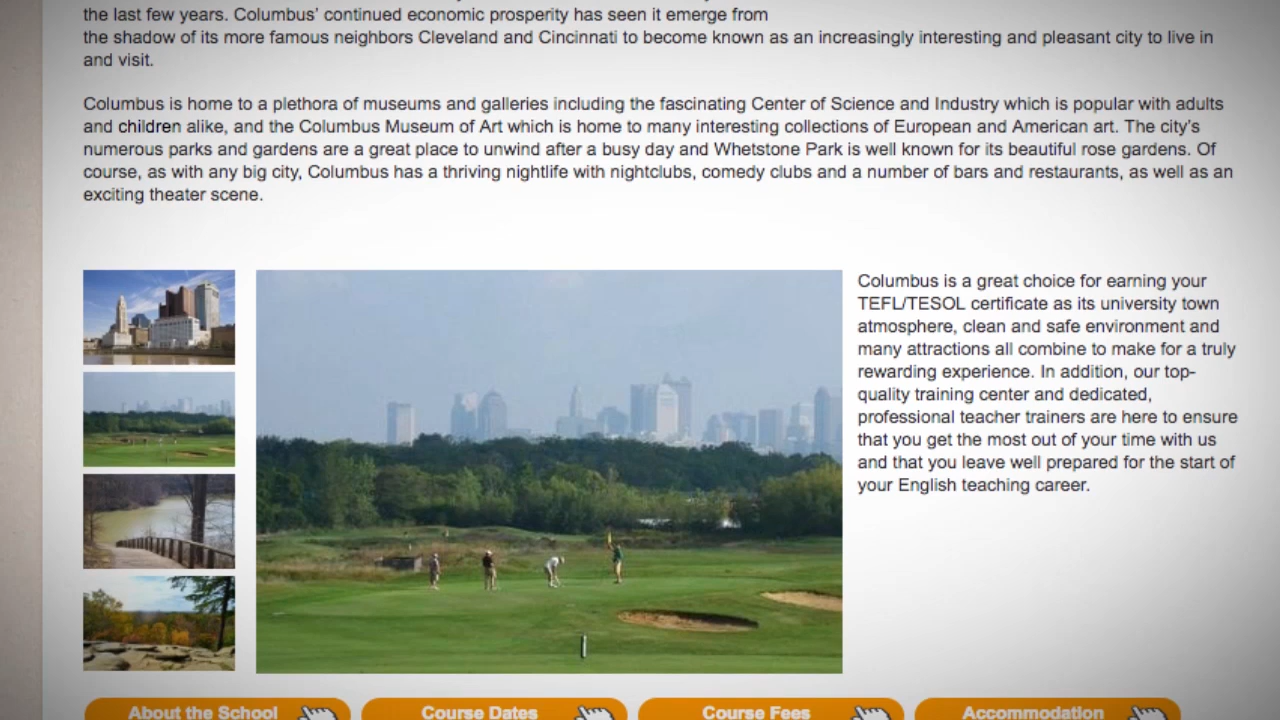 the last few years. Columbus' continued economic prosperity has seen it emerge from
the shadow of its more famous neighbors Cleveland and Cincinnati to become known as an increasingly interesting and pleasant city to live in
and visit.
Columbus is home to a plethora of museums and galleries including the fascinating Center of Science and Industry which is popular with adults
and children alike, and the Columbus Museum of Art which is home to many interesting collections of European and American art. The city's
numerous parks and gardens are a great place to unwind after a busy day and Whetstone Park is well known for its beautiful rose gardens. Of
course, as with any big city, Columbus has a thriving nightlife with nightclubs, comedy clubs and a number of bars and restaurants, as well as an
exciting theater scene.
Columbus is a great choice for earning your
TEFL/TESOL certificate as its university town
atmosphere, clean and safe environment and
many attractions all combine to make for a truly
rewarding experience. In addition, our top-
quality training center and dedicated,
professional teacher trainers are here to ensure
that you get the most out of your time with us
and that you leave well prepared for the start of
your English teaching career.
About the School
Course Dates
Course Fees
Accommodation